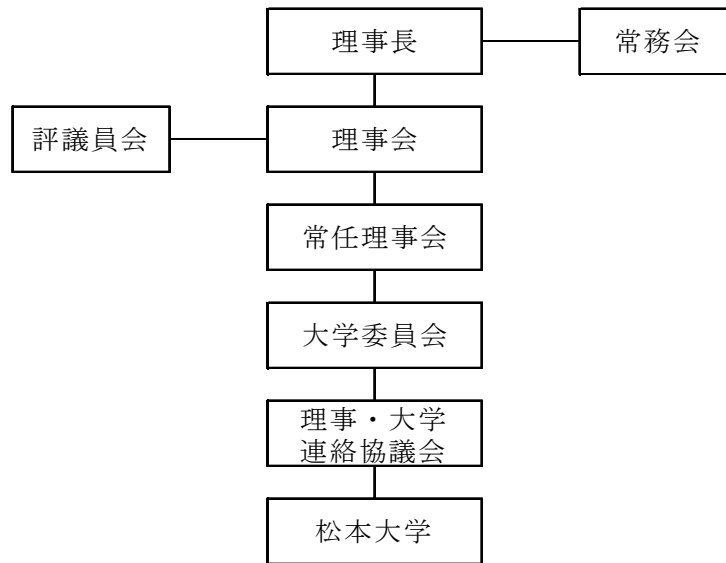 理事長
常務会
評議員会
理事会
常任理事会
大学委員会
理事・大学
連絡協議会
松本大学